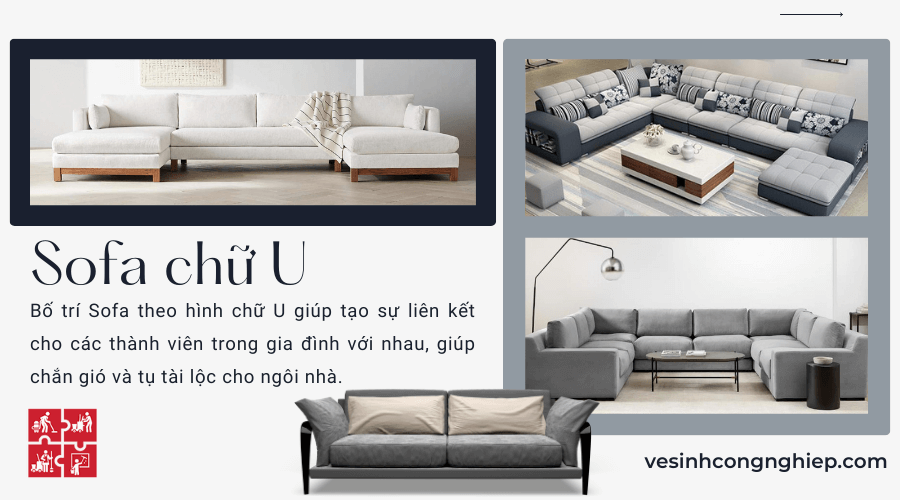 Sofa chữ U
Bố trí Sofa theo hình chữ U giúp tạo sự liên kết
cho các thành viên trong gia đình với nhau, giúp
chắn gió và tụ tài lộc cho ngôi nhà.
vesinhcongnghiep.com